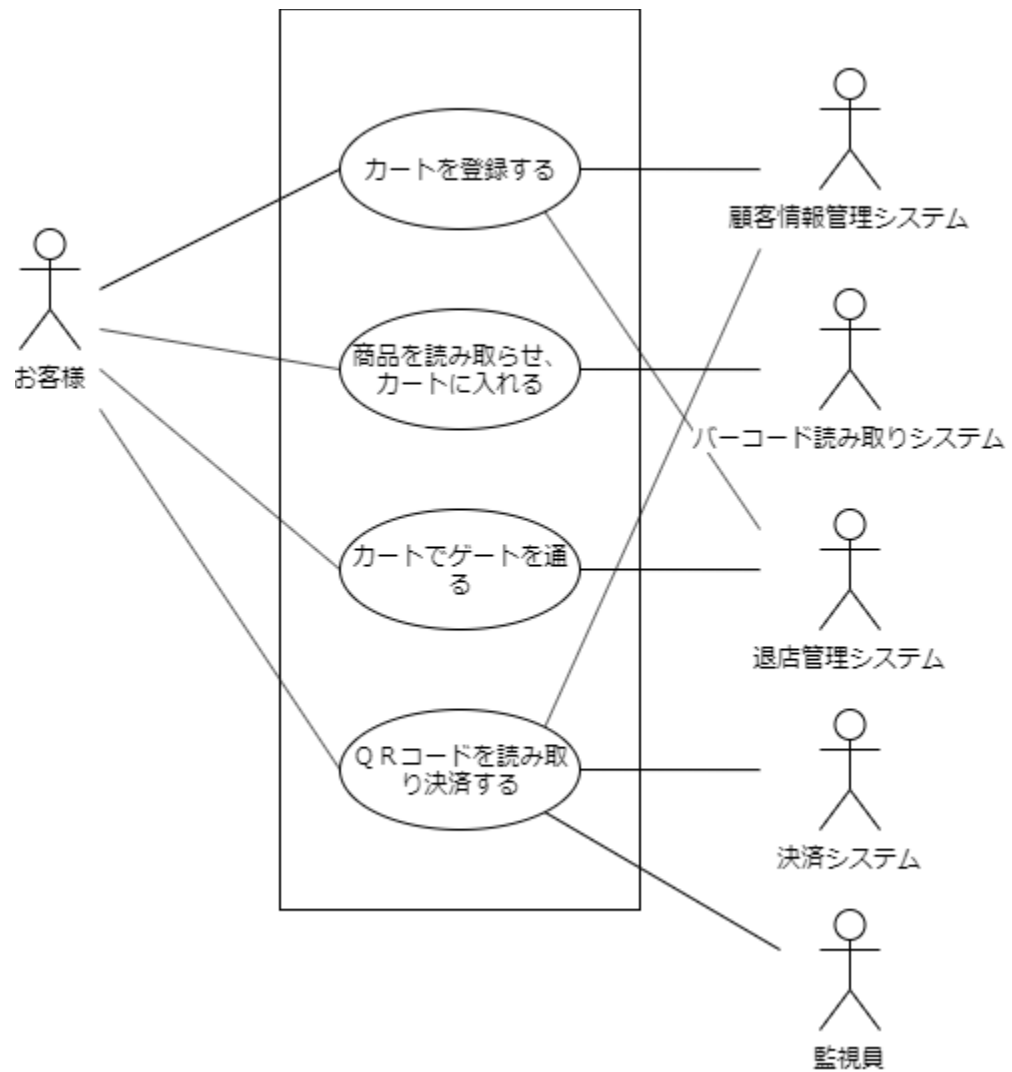 カートを登録する
顧客情報管理システム
お客様
商品を読み取らせ、
カートに入れる
バーコード読み取りシステム
カートでゲートを通
る
退店管理システム
ＱＲコードを読み取
り決済する
決済システム
監視員